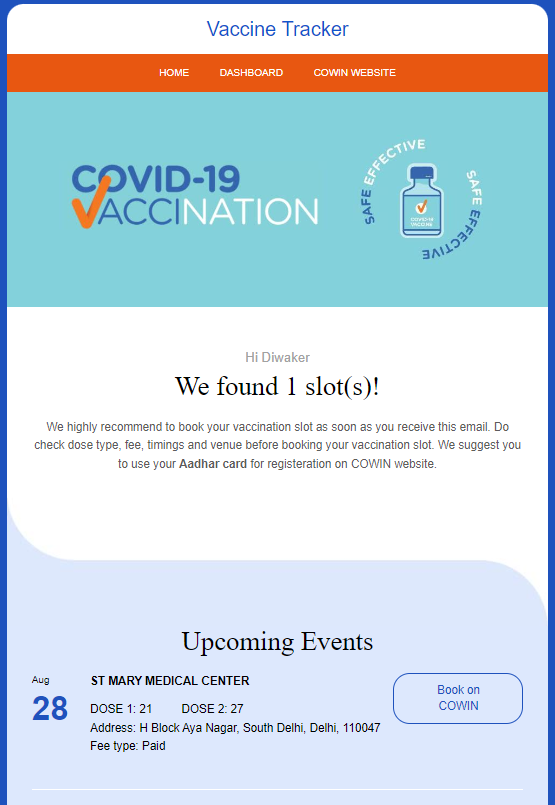 Vaccine Tracker
HOME DASHBOARD COWIN WEBSITE
COVID-19
VACCINATION
SAFE EFFECTIVE
SAFE EFFECTIVE
COVID-19
VACCINE
Hi Diwaker
We found 1 slot(s)!
We highly recommend to book your vaccination slot as soon as you receive this email. Do
check dose type, fee, timings and venue before booking your vaccination slot. We suggest you
to use your Aadhar card for registeration on COWIN website.
Upcoming Events
Aug
28
ST MARY MEDICAL CENTER
DOSE 1: 21 DOSE 2: 27
Address: H Block Aya Nagar, South Delhi, Delhi, 110047
Fee type: Paid
Book on
COWIN